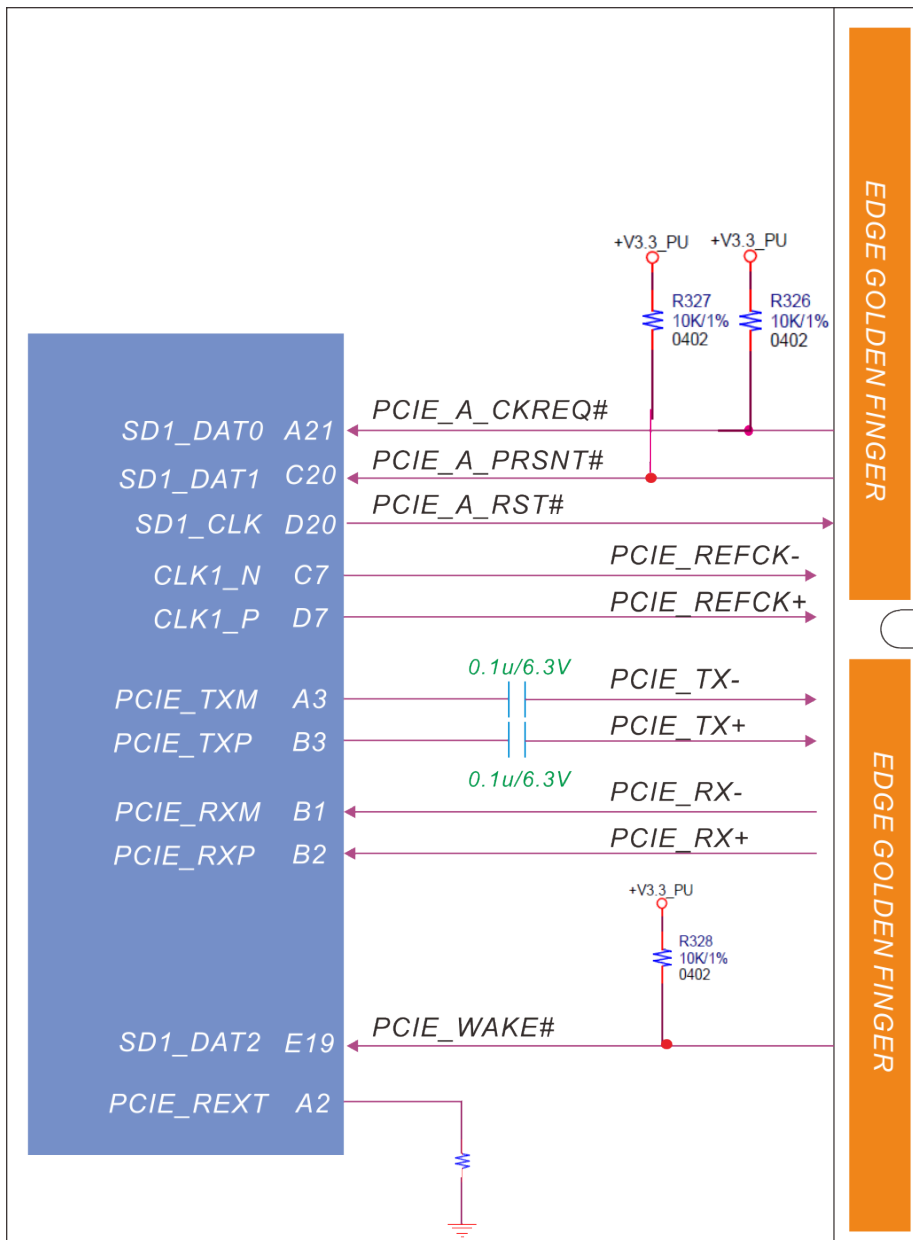 +V3.3_PU
+V3.3_PU
R327
10K/1%
0402
R326
10K/1%
0402
EDGE GOLDEN FINGER
SD1_DAT0 A21
PCIE_A_CKREQ#
SD1_DAT1 C20
PCIE_A_PRSNT#
SD1_CLK D20
PCIE_A_RST#
CLK1_N C7
PCIE_REFCK-
CLK1_P D7
PCIE_REFCK+
0.1u/6.3V
PCIE_TXM A3
PCIE_TX-
PCIE_TXP B3
PCIE_TX+
0.1u/6.3V
PCIE_RXM B1
PCIE_RX-
PCIE_RXP B2
PCIE_RX+
EDGE GOLDEN FINGER
+V3.3_PU
R328
10K/1%
0402
SD1_DAT2 E19
PCIE_WAKE#
PCIE_REXT A2